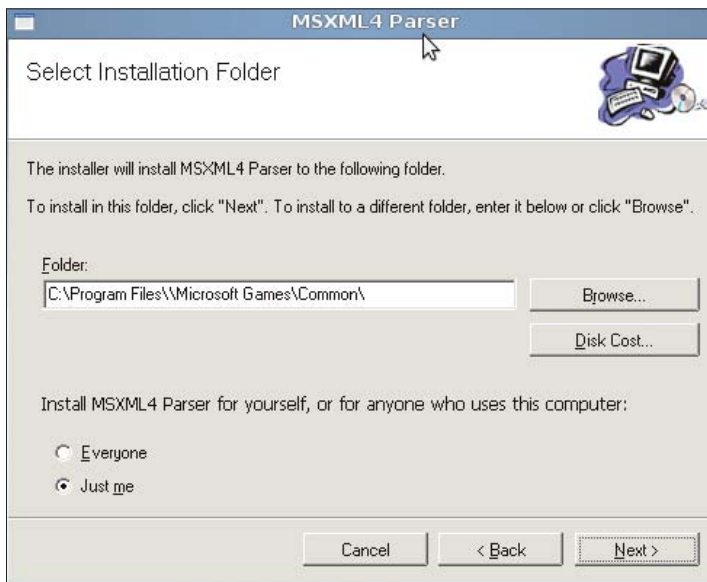 MSXML4 Parser
Select Installation Folder
The installer will install MSXML4 Parser to the following folder.
To install in this folder, click "Next". To install to a different folder, enter it below or click "Browse".
Folder:
C:\Program Files\\Microsoft Games\Common\
Browse...
Disk Cost...
Install MSXML4 Parser for yourself, or for anyone who uses this computer:
Everyone
Just me
Cancel
< Back
Next >